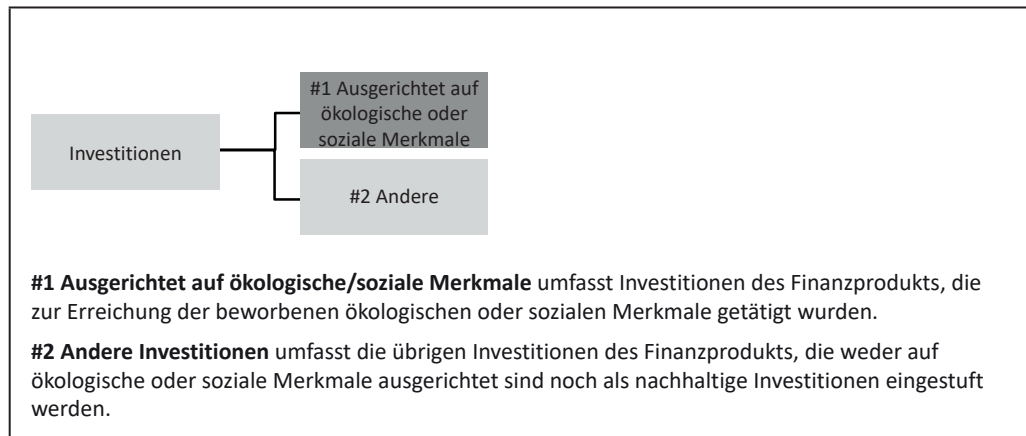 #1 Ausgerichtet auf
ökologische oder
soziale Merkmale
Investitionen
#2 Andere
#1 Ausgerichtet auf ökologische/soziale Merkmale umfasst Investitionen des Finanzprodukts, die
zur Erreichung der beworbenen ökologischen oder sozialen Merkmale getätigt wurden.
#2 Andere Investitionen umfasst die übrigen Investitionen des Finanzprodukts, die weder auf
ökologische oder soziale Merkmale ausgerichtet sind noch als nachhaltige Investitionen eingestuft
werden.